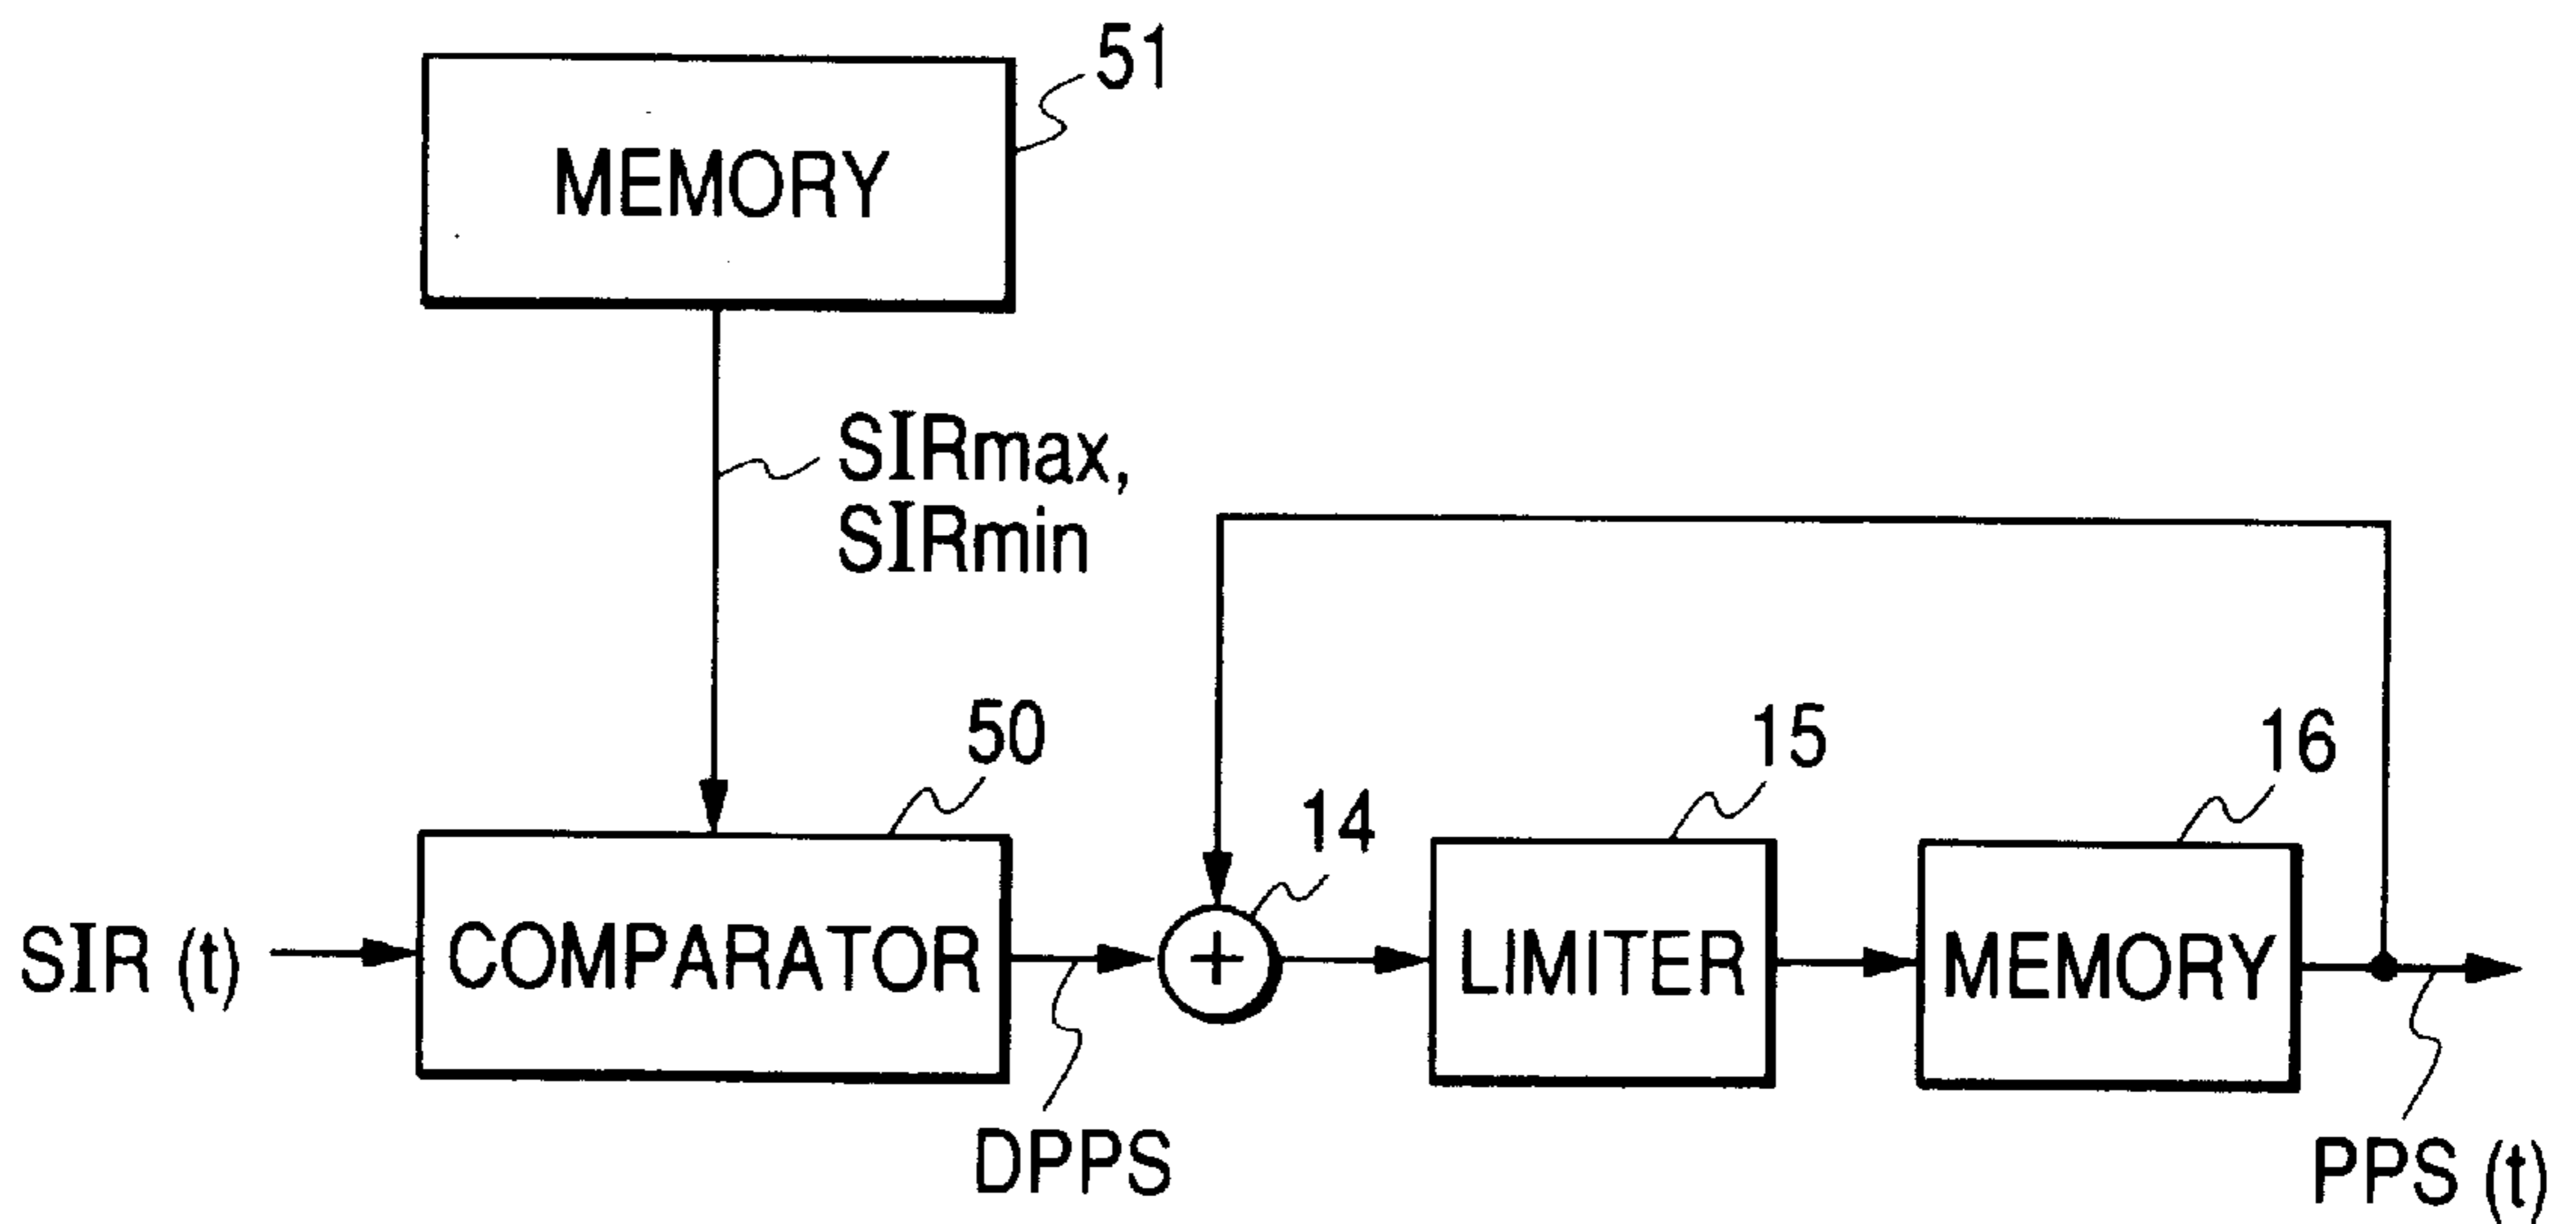 51
MEMORY
SIRmax,
SIRmin
50
15
16
14
SIR (t)
COMPARATOR
+
LIMITER
MEMORY
DPPS
PPS (t)